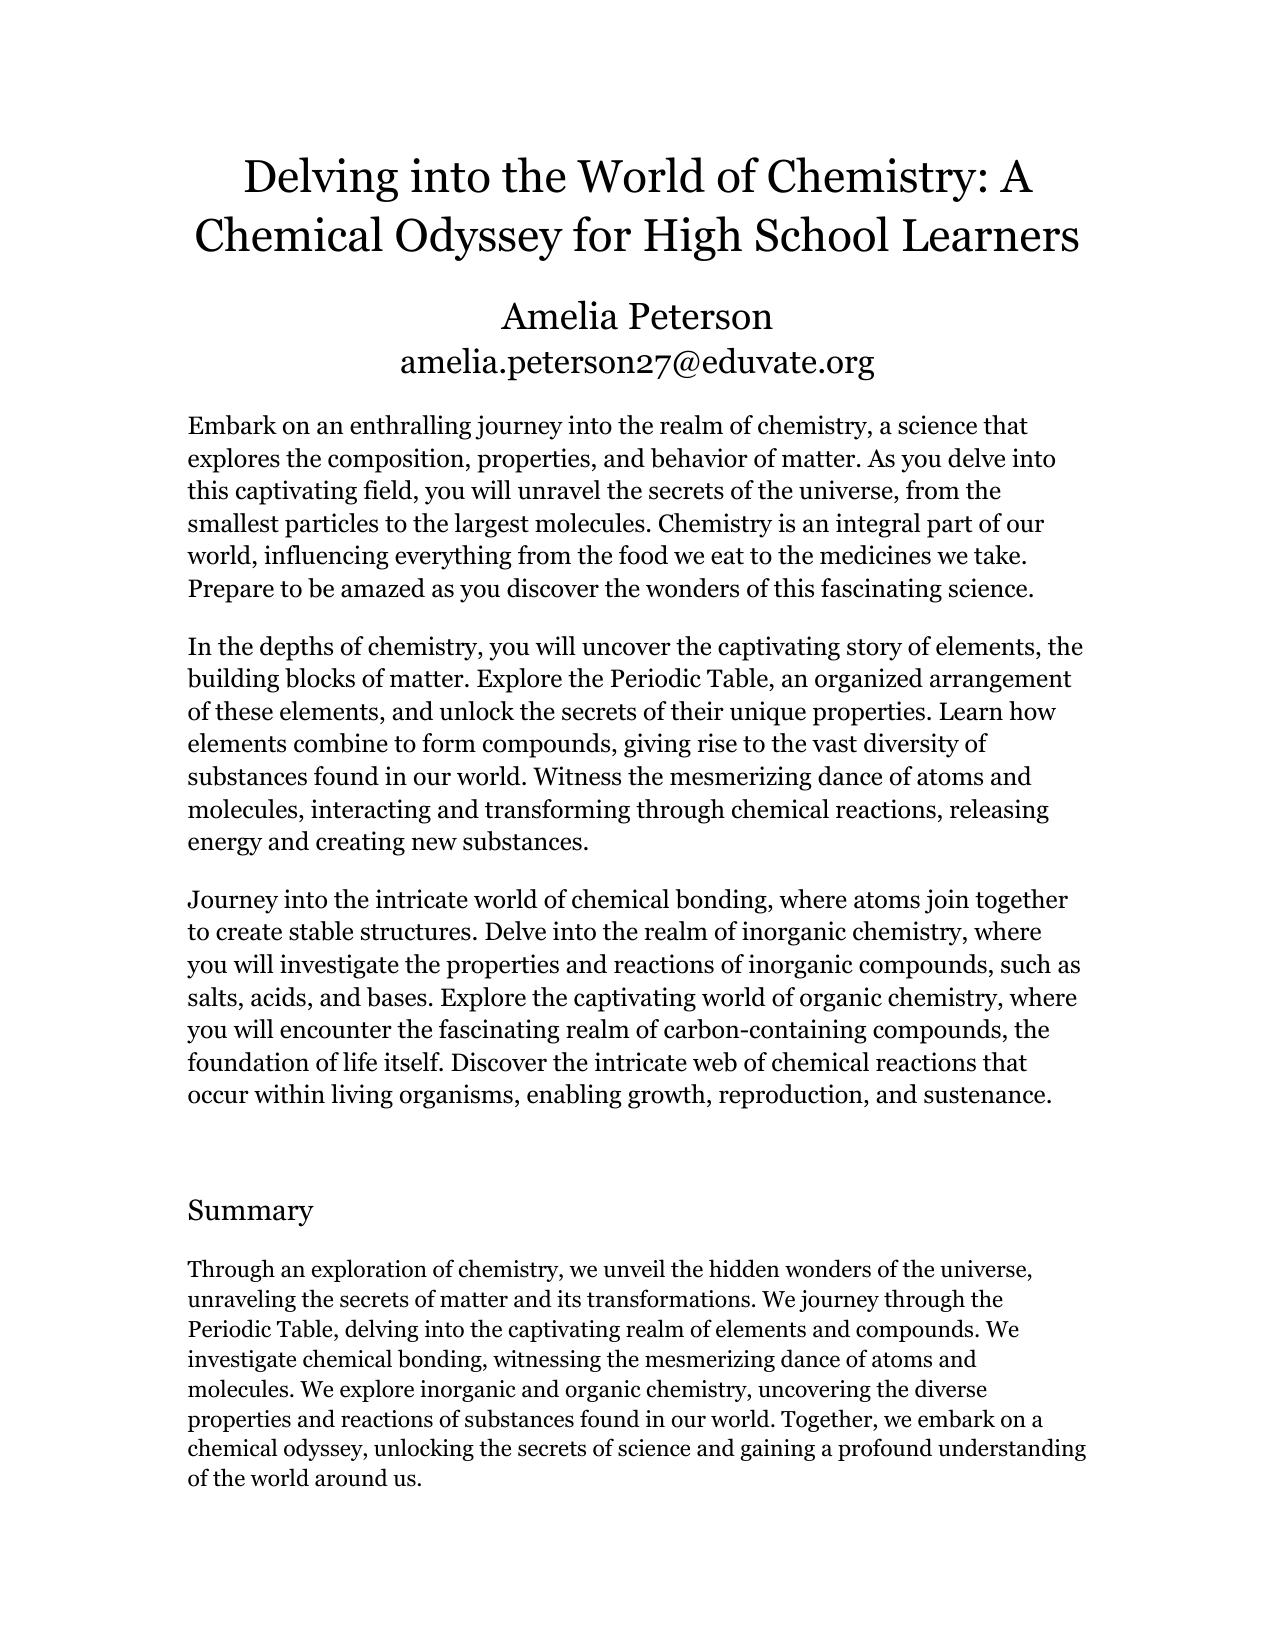 Delving into the World of Chemistry: A
Chemical Odyssey for High School Learners
Amelia Peterson
amelia.peterson27@eduvate.org
Embark on an enthralling journey into the realm of chemistry, a science that
explores the composition, properties, and behavior of matter. As you delve into
this captivating field, you will unravel the secrets of the universe, from the
smallest particles to the largest molecules. Chemistry is an integral part of our
world, influencing everything from the food we eat to the medicines we take.
Prepare to be amazed as you discover the wonders of this fascinating science.
In the depths of chemistry, you will uncover the captivating story of elements, the
building blocks of matter. Explore the Periodic Table, an organized arrangement
of these elements, and unlock the secrets of their unique properties. Learn how
elements combine to form compounds, giving rise to the vast diversity of
substances found in our world. Witness the mesmerizing dance of atoms and
molecules, interacting and transforming through chemical reactions, releasing
energy and creating new substances.
Journey into the intricate world of chemical bonding, where atoms join together
to create stable structures. Delve into the realm of inorganic chemistry, where
you will investigate the properties and reactions of inorganic compounds, such as
salts, acids, and bases. Explore the captivating world of organic chemistry, where
you will encounter the fascinating realm of carbon-containing compounds, the
foundation of life itself. Discover the intricate web of chemical reactions that
occur within living organisms, enabling growth, reproduction, and sustenance.
Summary
Through an exploration of chemistry, we unveil the hidden wonders of the universe,
unraveling the secrets of matter and its transformations. We journey through the
Periodic Table, delving into the captivating realm of elements and compounds. We
investigate chemical bonding, witnessing the mesmerizing dance of atoms and
molecules. We explore inorganic and organic chemistry, uncovering the diverse
properties and reactions of substances found in our world. Together, we embark on a
chemical odyssey, unlocking the secrets of science and gaining a profound understanding
of the world around us.